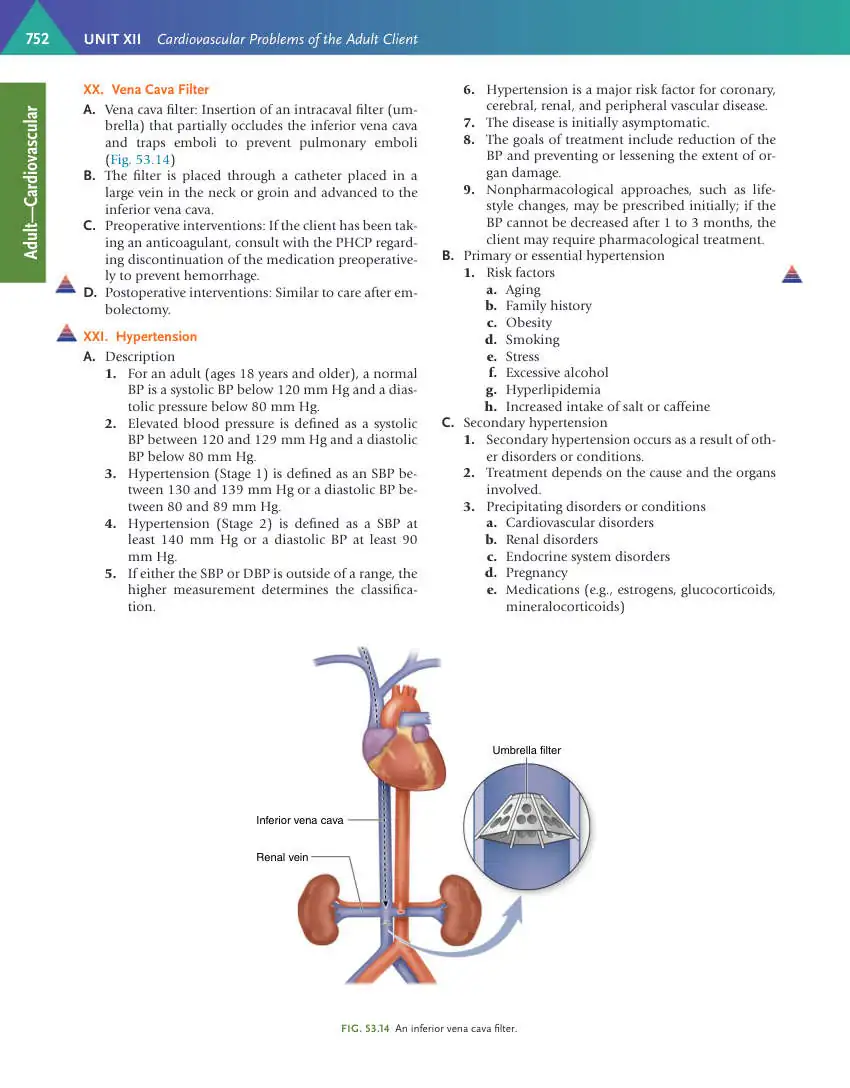 752
UNIT XII Cardiovascular Problems of the Adult Client
Adult—Cardiovascular
XX. Vena Cava Filter
A. Vena cava filter: Insertion of an intracaval filter (um-
brella) that partially occludes the inferior vena cava
and traps emboli to prevent pulmonary emboli
(Fig. 53.14)
B. The filter is placed through a catheter placed in a
large vein in the neck or groin and advanced to the
inferior vena cava.
C. Preoperative interventions: If the client has been tak-
ing an anticoagulant, consult with the PHCP regard-
ing discontinuation of the medication preoperative-
ly to prevent hemorrhage.
D. Postoperative interventions: Similar to care after em-
bolectomy.
XXI. Hypertension
A. Description
1. For an adult (ages 18 years and older), a normal
BP is a systolic BP below 120 mm Hg and a dias-
tolic pressure below 80 mm Hg.
2. Elevated blood pressure is defined as a systolic
BP between 120 and 129 mm Hg and a diastolic
BP below 80 mm Hg.
3. Hypertension (Stage 1) is defined as an SBP be-
tween 130 and 139 mm Hg or a diastolic BP be-
tween 80 and 89 mm Hg.
4. Hypertension (Stage 2) is defined as a SBP at
least 140 mm Hg or a diastolic BP at least 90
mm Hg.
5. If either the SBP or DBP is outside of a range, the
higher measurement determines the classifica-
tion.
6. Hypertension is a major risk factor for coronary,
cerebral, renal, and peripheral vascular disease.
7. The disease is initially asymptomatic.
8. The goals of treatment include reduction of the
BP and preventing or lessening the extent of or-
gan damage.
9. Nonpharmacological approaches, such as life-
style changes, may be prescribed initially; if the
BP cannot be decreased after 1 to 3 months, the
client may require pharmacological treatment.
B. Primary or essential hypertension
1. Risk factors
a. Aging
b. Family history
c. Obesity
d. Smoking
e. Stress
f. Excessive alcohol
g. Hyperlipidemia
h. Increased intake of salt or caffeine
C. Secondary hypertension
1. Secondary hypertension occurs as a result of oth-
er disorders or conditions.
2. Treatment depends on the cause and the organs
involved.
3. Precipitating disorders or conditions
a. Cardiovascular disorders
b. Renal disorders
c. Endocrine system disorders
d. Pregnancy
e. Medications (e.g., estrogens, glucocorticoids,
mineralocorticoids)
Umbrella filter
Inferior vena cava
Renal vein
FIG. 53.14 An inferior vena cava filter.